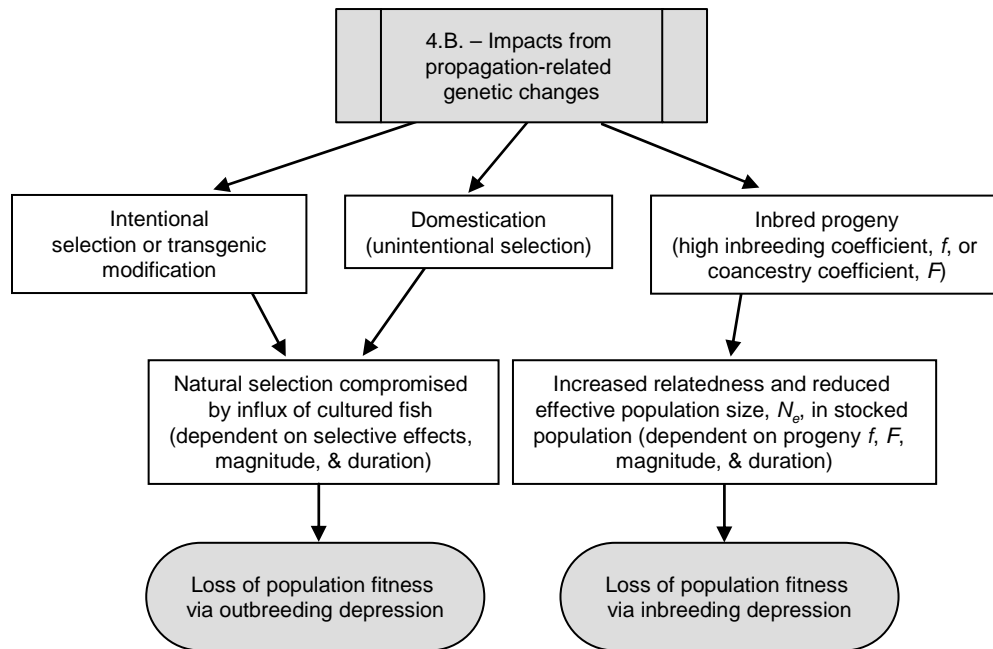 4.B. – Impacts from
propagation-related
genetic changes
Intentional
selection or transgenic
modification
Domestication
(unintentional selection)
Inbred progeny
(high inbreeding coefficient, f, or
coancestry coefficient, F)
Natural selection compromised
by influx of cultured fish
(dependent on selective effects,
magnitude, & duration)
Increased relatedness and reduced
effective population size, Ne, in stocked
population (dependent on progeny f, F,
magnitude, & duration)
Loss of population fitness
via outbreeding depression
Loss of population fitness
via inbreeding depression